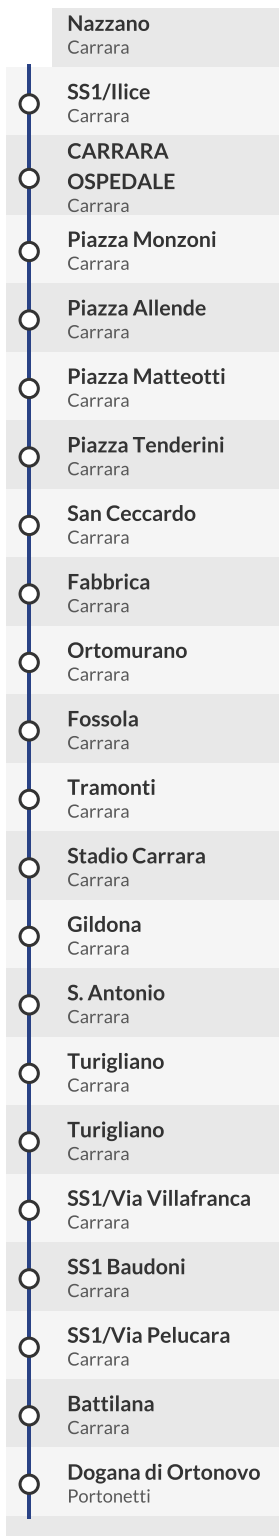 Nazzano
Carrara
SS1/Ilice
Carrara
CARRARA
OSPEDALE
Carrara
Piazza Monzoni
Carrara
Piazza Allende
Carrara
Piazza Matteotti
Carrara
Piazza Tenderini
Carrara
San Ceccardo
Carrara
Fabbrica
Carrara
Ortomurano
Carrara
Fossola
Carrara
Tramonti
Carrara
Stadio Carrara
Carrara
Gildona
Carrara
S. Antonio
Carrara
Turigliano
Carrara
Turigliano
Carrara
SS1/Via Villafranca
Carrara
SS1 Baudoni
Carrara
SS1/Via Pelucara
Carrara
Battilana
Carrara
Dogana di Ortonovo
Portonetti